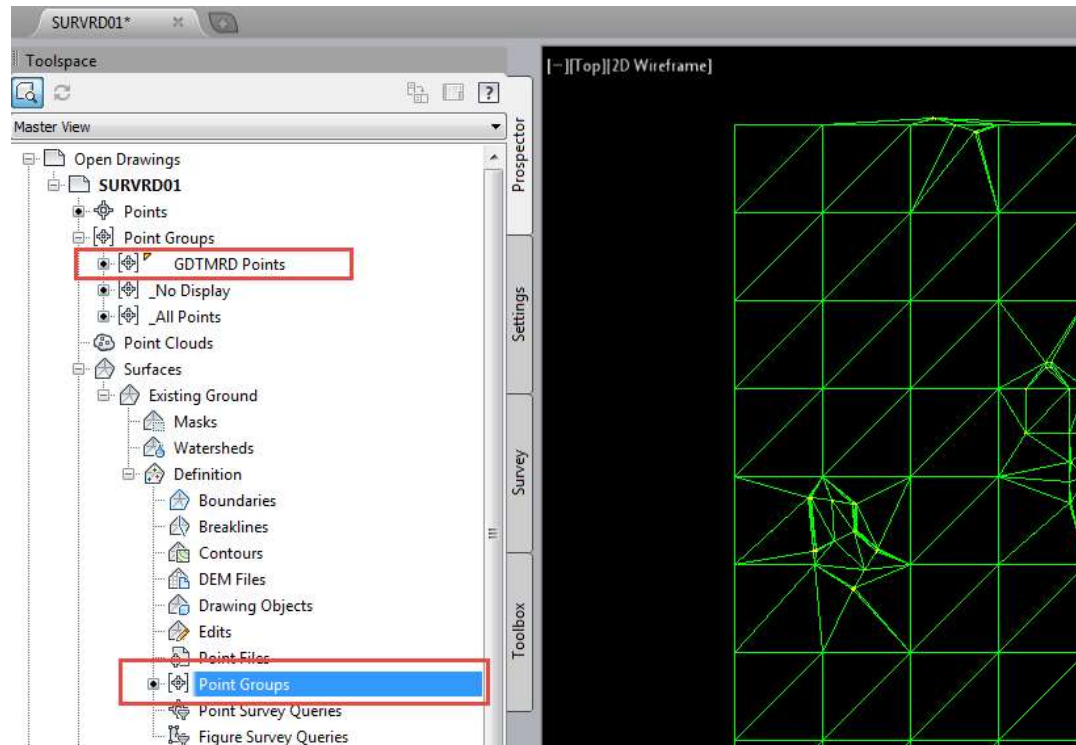 SURVRD01*
Toolspace
[-][Top][2D Wireframe]
?
Master View
Open Drawings
SURVRD01
Points
Point Groups
GDTMRD Points
_No Display
_All Points
Point Clouds
Surfaces
Existing Ground
Masks
Watersheds
Definition
Boundaries
Breaklines
Contours
DEM Files
Drawing Objects
Edits
Point Files
Point Groups
Point Survey Queries
Figure Survey Queries
Prospector
Settings
Survey
Toolbox